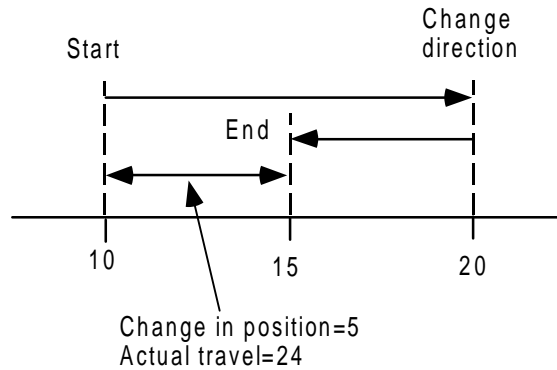 Change
direction
Start
End
10 15 20
Change in position=5
Actual travel=24